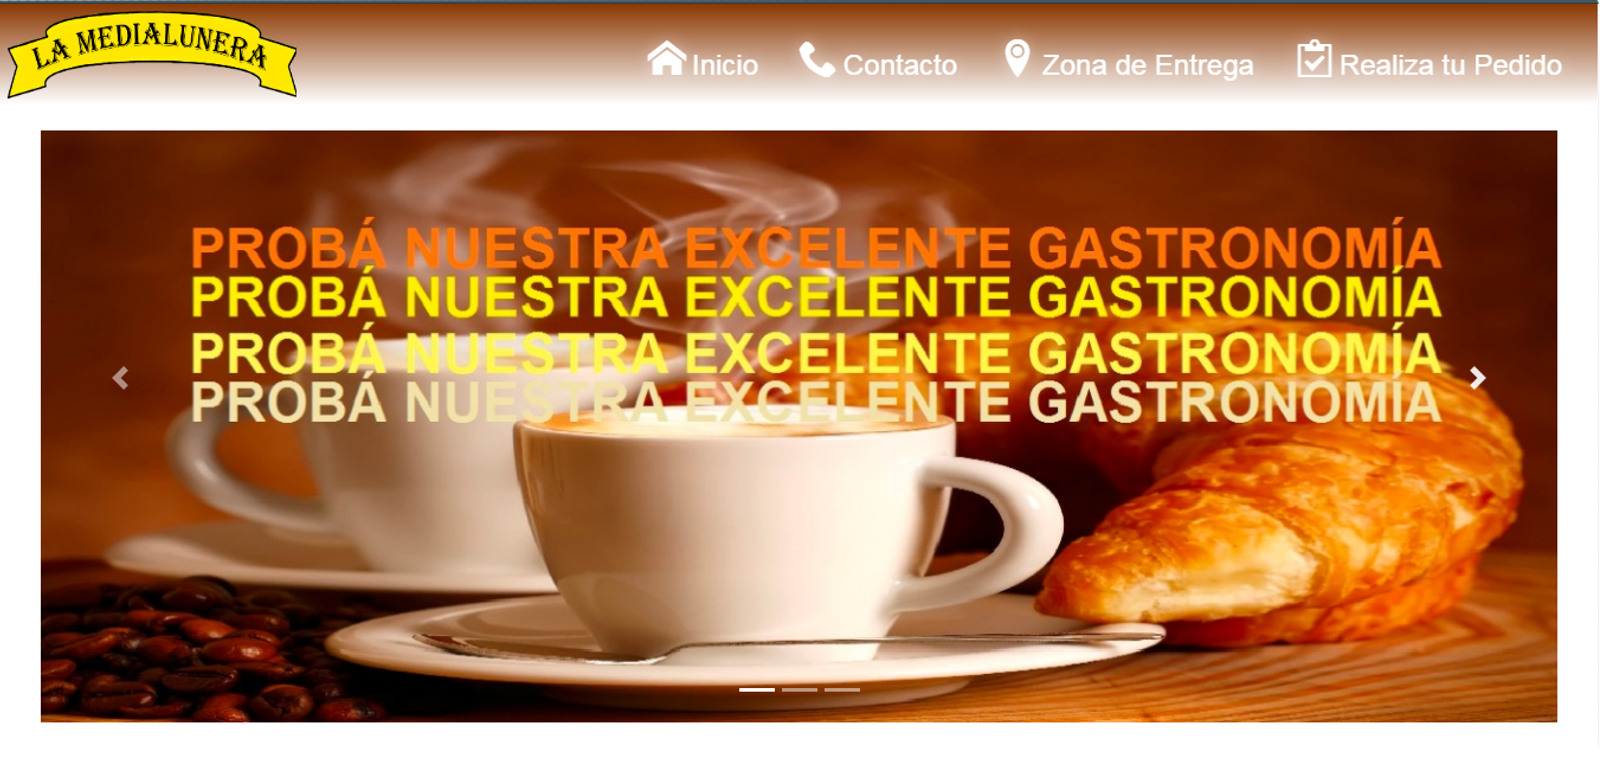 LA MEDIALUNERA
Inicio
Contacto
Zona de Entrega
Realiza tu Pedido
PROBÁ NUESTRA EXCELENTE GASTRONOMÍA
PROBÁ NUESTRA EXCELENTE GASTRONOMÍA
PROBÁ NUESTRA EXCELENTE GASTRONOMÍA
PROBÁ NUESTRA EXCELENTE GASTRONOMÍA